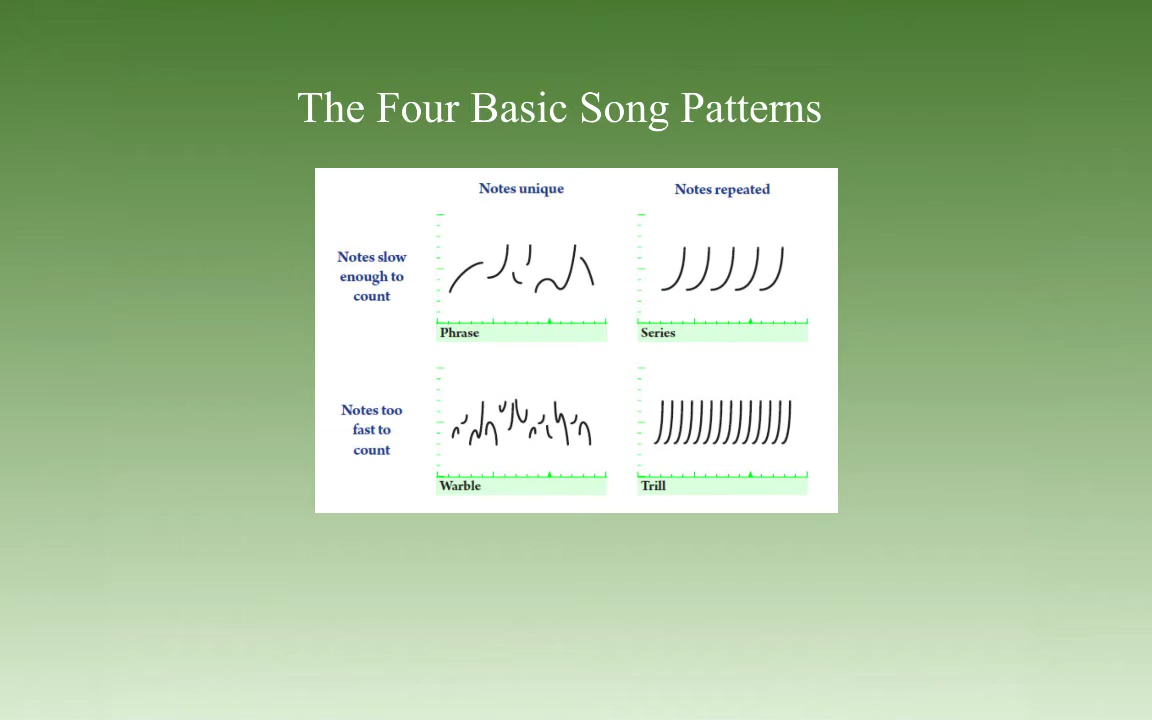 The Four Basic Song Patterns
Notes unique
Notes repeated
Notes slow
enough to
count
Phrase
Series
Notes too
fast to
count
Warble
Trill